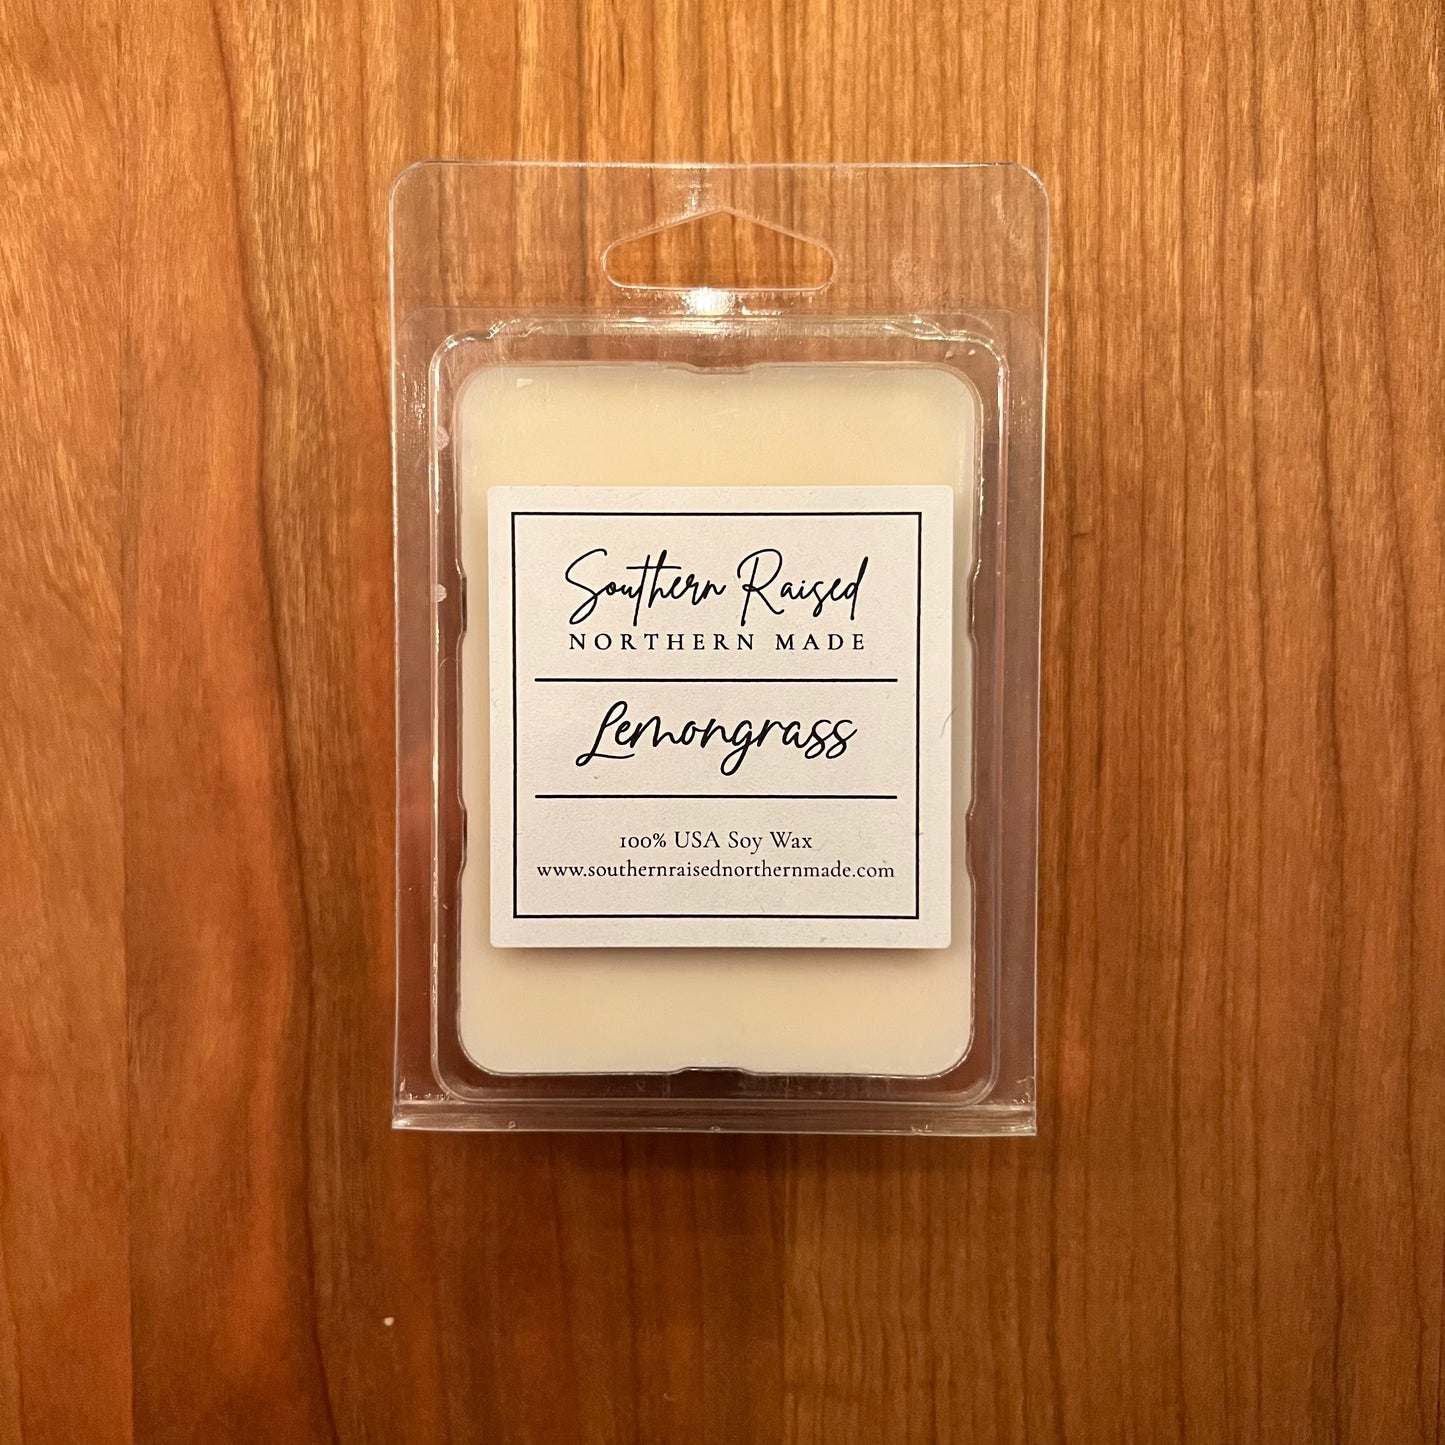 Southern Raised
NORTHERN MADE
Lemongrass
100% USA Soy Wax
www.southernraisednorthernmade.com